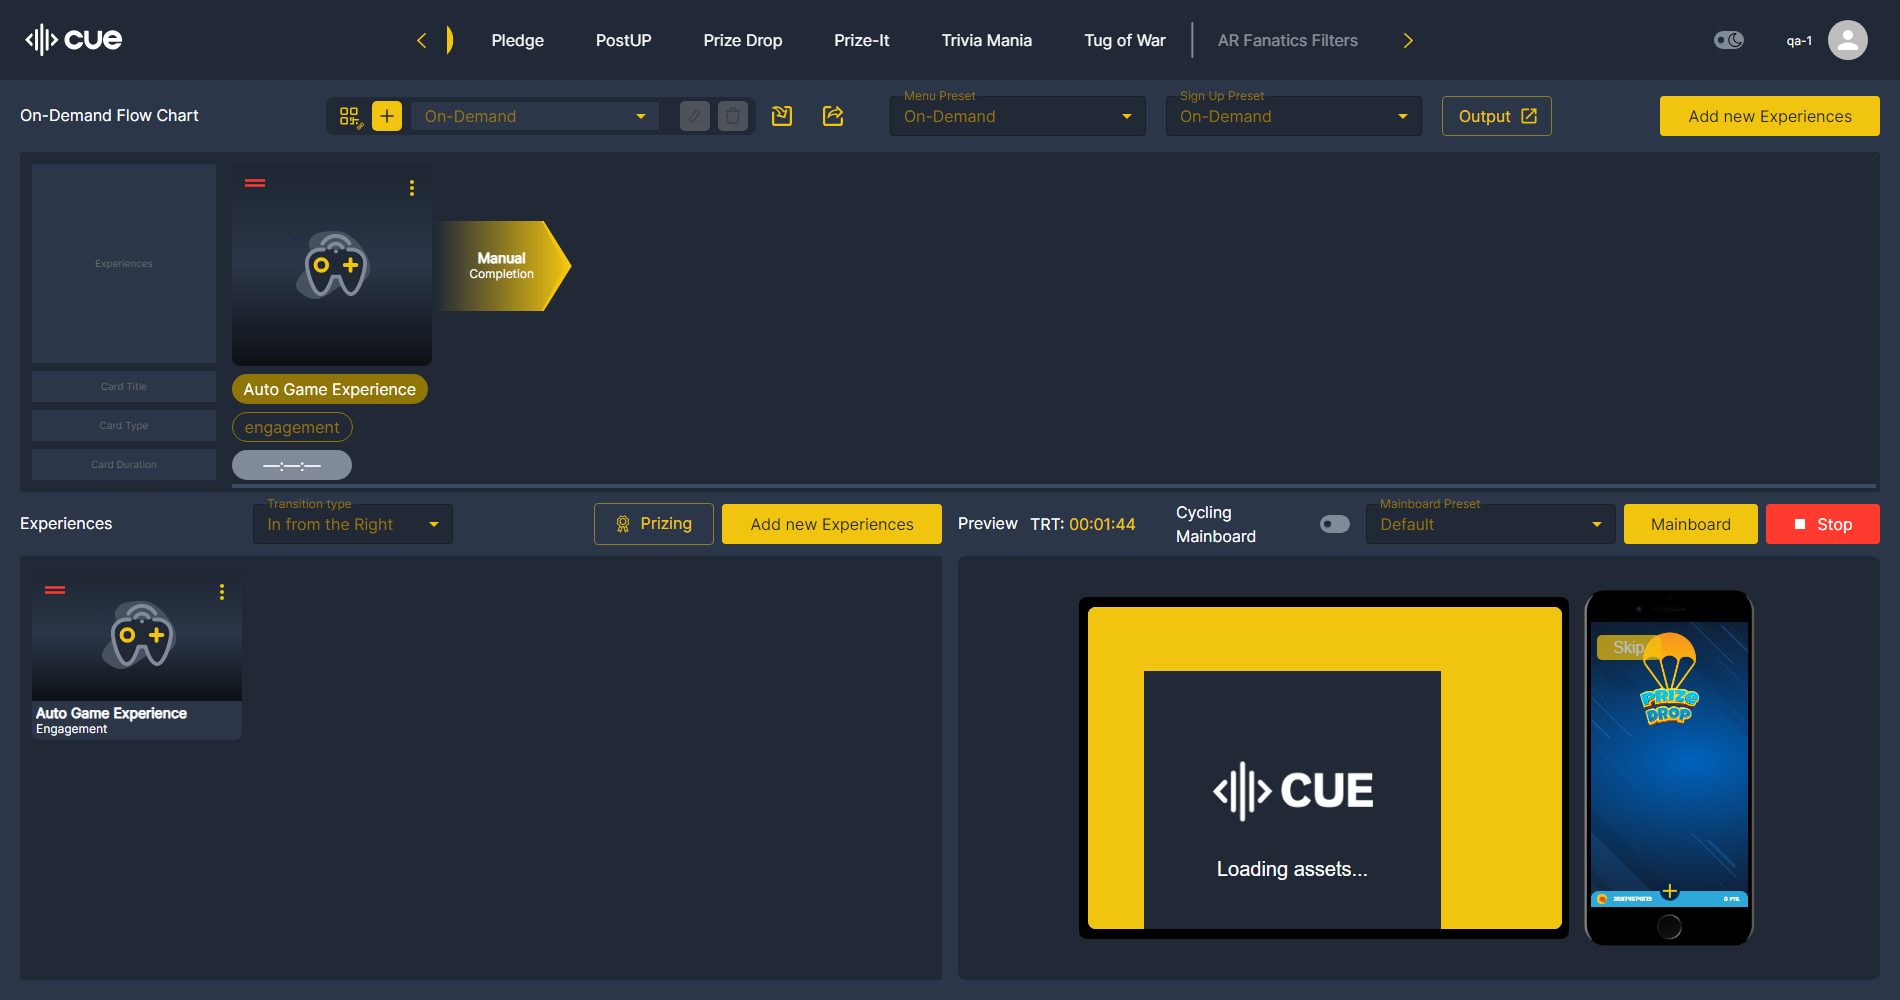 CUE
Pledge
PostUP
Prize Drop
Prize-It
Trivia Mania
Tug of War
AR Fanatics Filters
qa-1
On-Demand Flow Chart
On-Demand
Menu Preset
On-Demand
Sign Up Preset
On-Demand
Output
Add new Experiences
Experiences
Manual
Completion
Card Title
Auto Game Experience
Card Type
engagement
Card Duration
—:—:—
Experiences
Transition type
In from the Right
Prizing
Add new Experiences
Preview
TRT: 00:01:44
Cycling
Mainboard
Mainboard Preset
Default
Mainboard
Stop
Auto Game Experience
Engagement
CUE
Loading assets...
Skip
PRIZE
DROP
0 PTS.